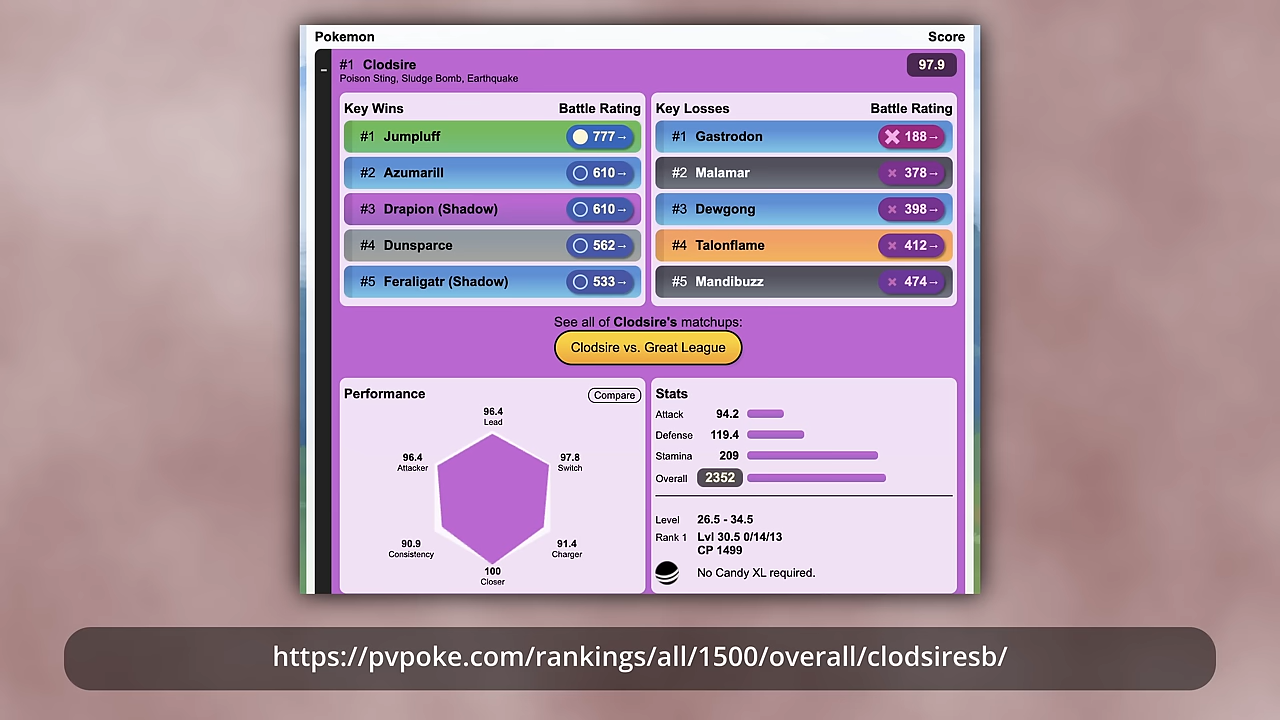 Pokemon Score
#1 Clodsire 97.9
Poison Sting, Sludge Bomb, Earthquake
Key Wins Battle Rating
#1 Jumpluff 777→
#2 Azumarill 610→
#3 Drapion (Shadow) 610→
#4 Dunsparce 562→
#5 Feraligatr (Shadow) 533→
Key Losses Battle Rating
#1 Gastrodon 188→
#2 Malamar 378→
#3 Dewgong 398→
#4 Talonflame 412→
#5 Mandibuzz 474→
See all of Clodsire's matchups:
Clodsire vs. Great League
Performance Compare
96.4
Lead
96.4
Attacker
97.8
Switch
90.9
Consistency
91.4
Charger
100
Closer
Stats
Attack 94.2
Defense 119.4
Stamina 209
Overall 2352
Level 26.5 - 34.5
Rank 1 Lvl 30.5 0/14/13
CP 1499
No Candy XL required.
https://pvpoke.com/rankings/all/1500/overall/clodsiresb/